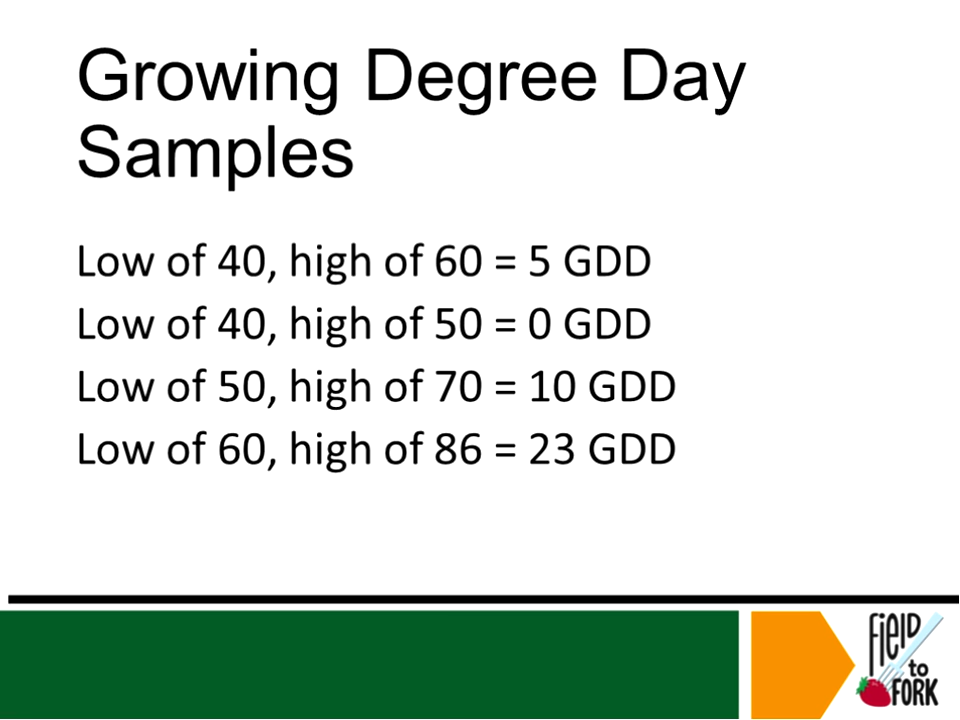 Growing Degree Day
Samples
Low of 40, high of 60 = 5 GDD
Low of 40, high of 50 = 0 GDD
Low of 50, high of 70 = 10 GDD
Low of 60, high of 86 = 23 GDD
FielD
to
FORK